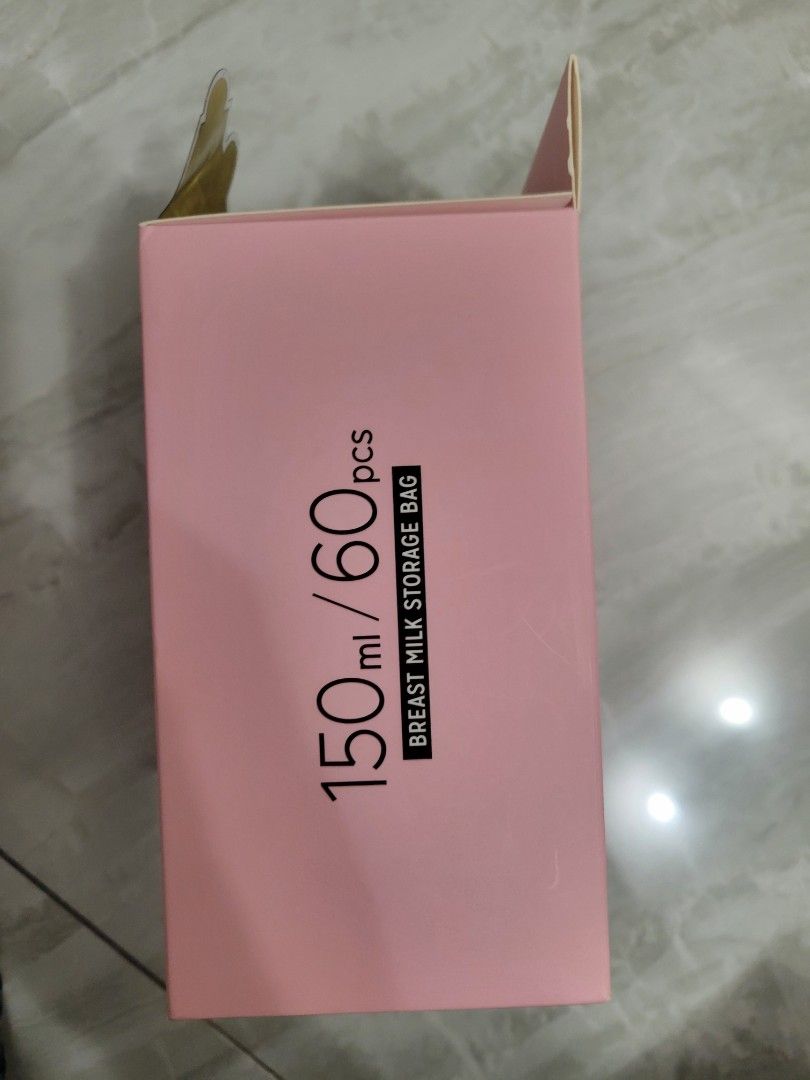 150ml / 60pcs
BREAST MILK STORAGE BAG